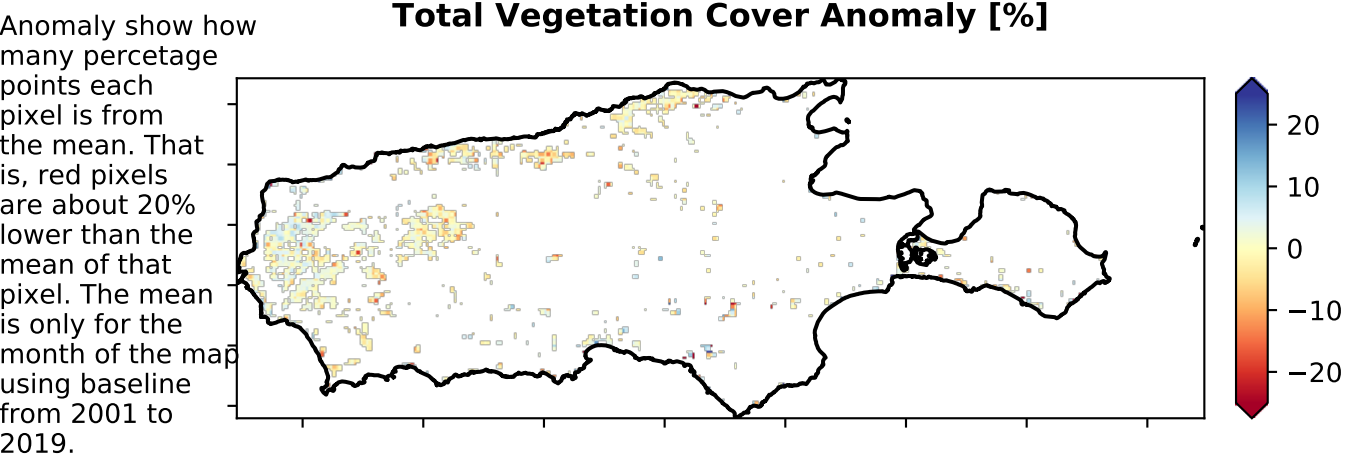 Total Vegetation Cover Anomaly [%]
Anomaly show how
many percetage
points each
pixel is from
the mean. That
is, red pixels
are about 20%
lower than the
mean of that
pixel. The mean
is only for the
month of the map
using baseline
from 2001 to
2019.
20
10
0
−10
−20